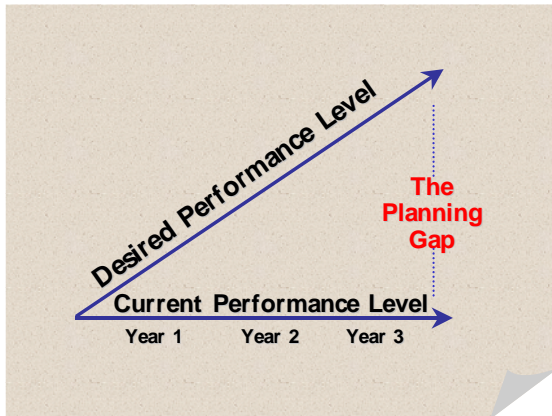 Desired Performance Level
The
Planning
Gap
Current Performance Level
Year 1 Year 2 Year 3